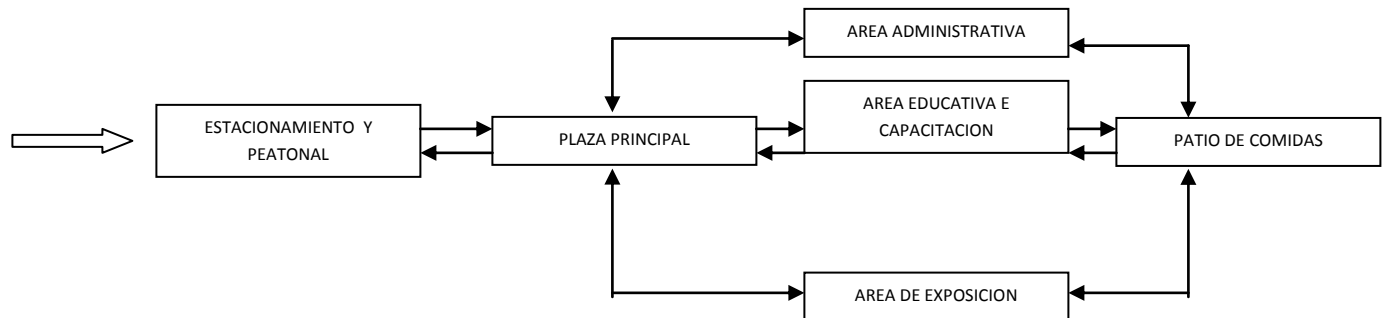 AREA ADMINISTRATIVA
ESTACIONAMIENTO Y
PEATONAL
PLAZA PRINCIPAL
AREA EDUCATIVA E
CAPACITACION
PATIO DE COMIDAS
AREA DE EXPOSICION